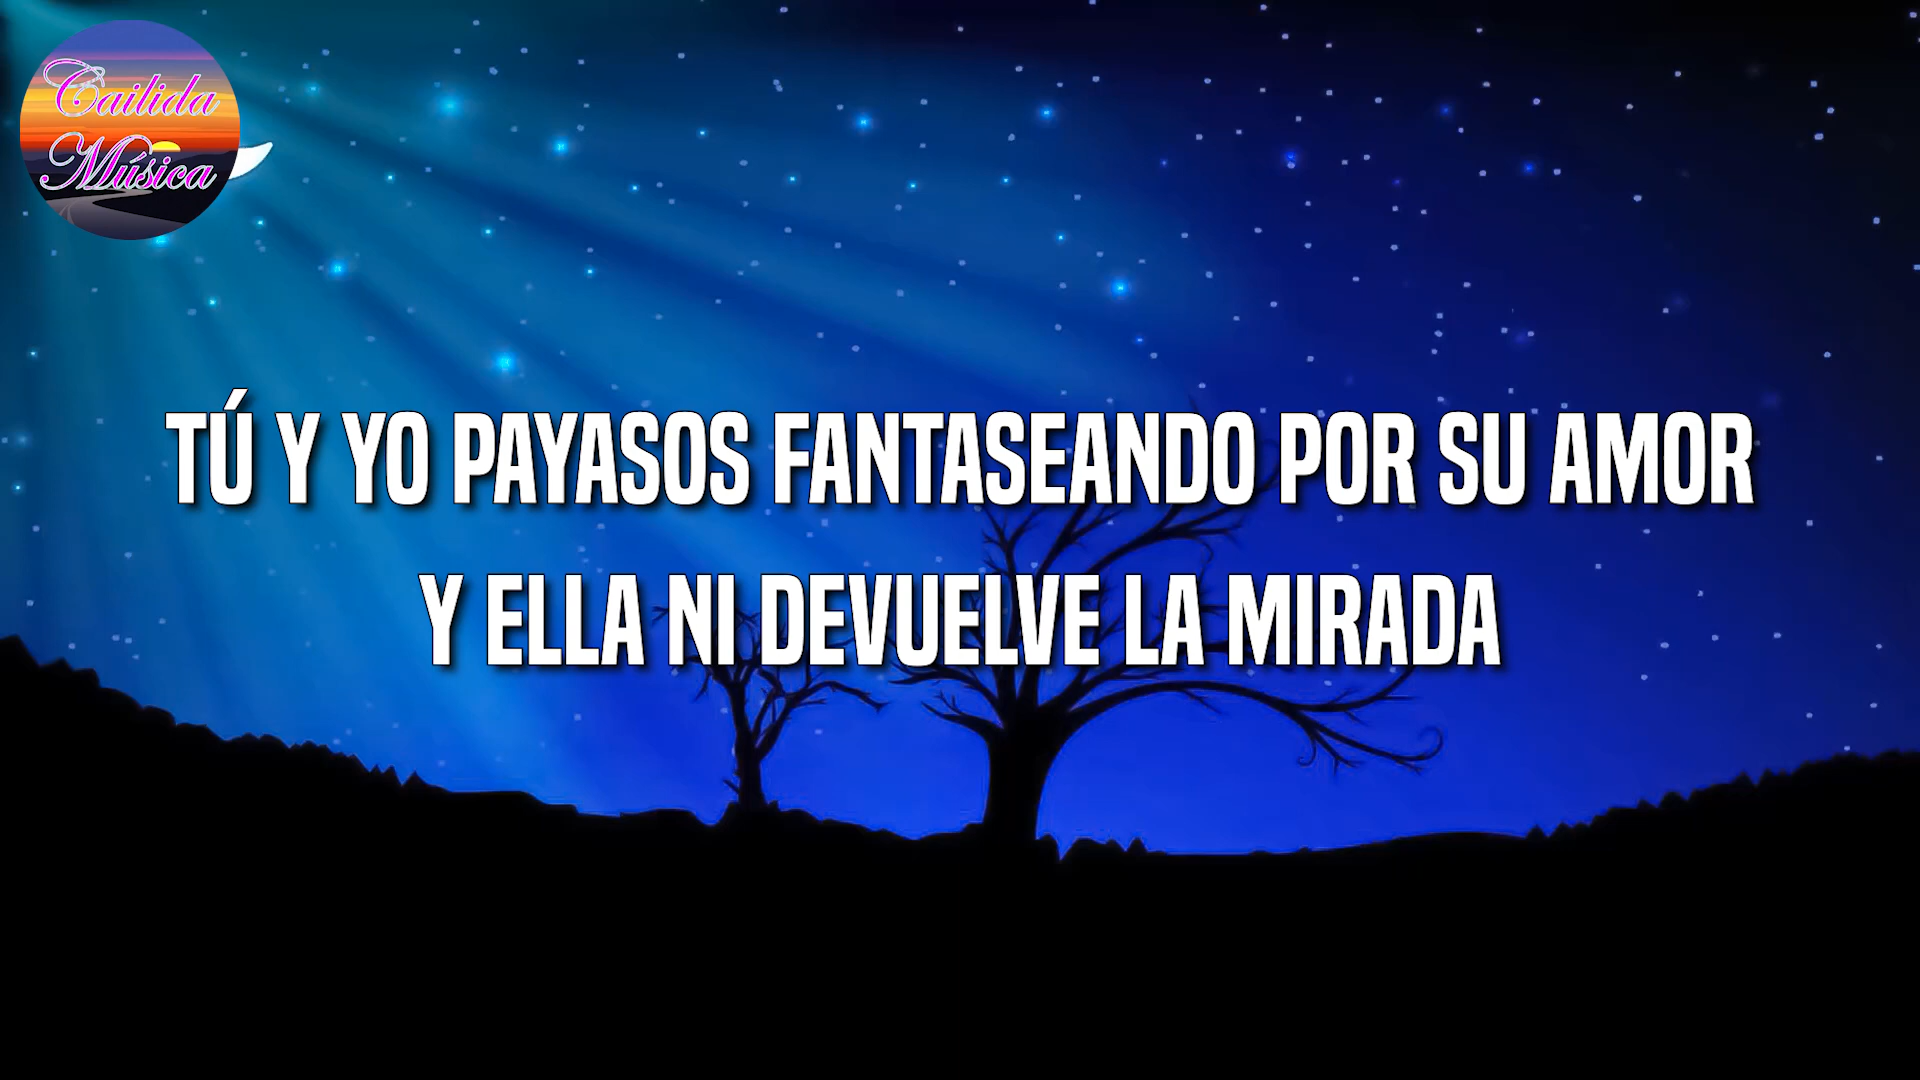 Cailida
Música
TÚ Y YO PAYASOS FANTASEANDO POR SU AMOR
Y ELLA NI DEVUELVE LA MIRADA